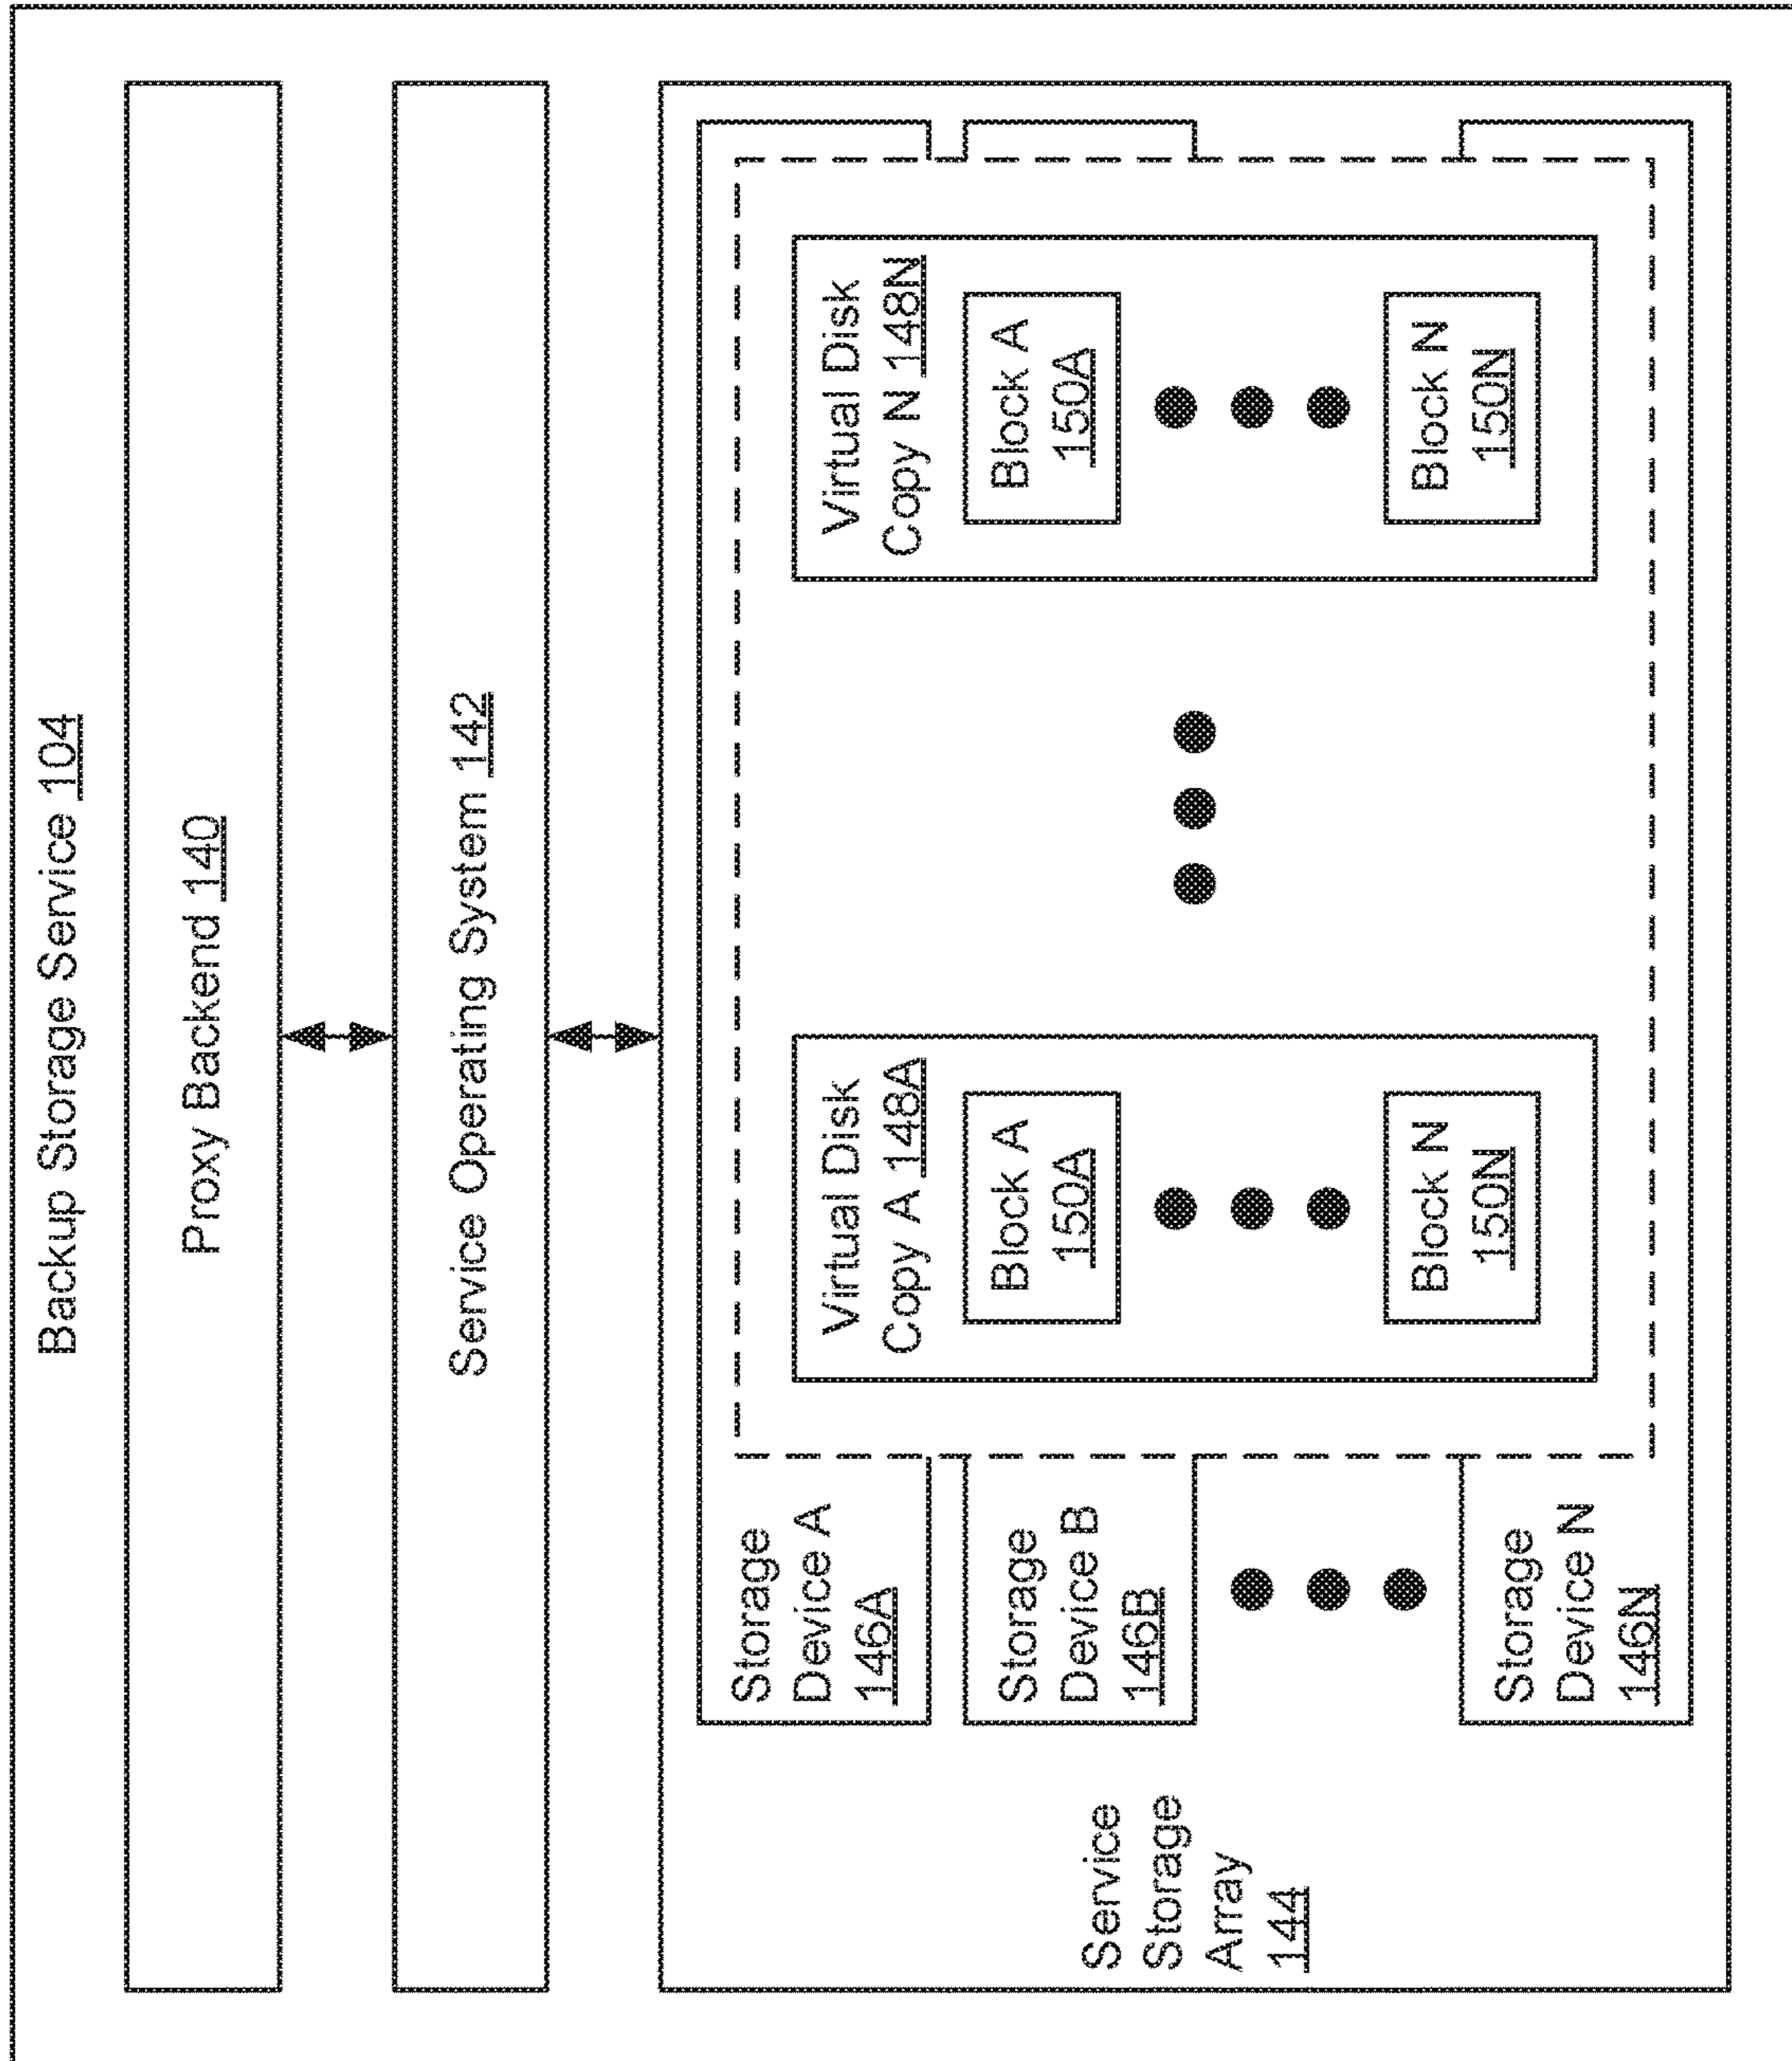 Backup Storage Service 104
Proxy Backend 140
Service Operating System 142
Service
Storage
Array
144
Storage
Device A
146A
Storage
Device B
146B
Storage
Device N
146N
Virtual Disk
Copy A 148A
Block A
150A
Block N
150N
Virtual Disk
Copy N 148N
Block A
150A
Block N
150N